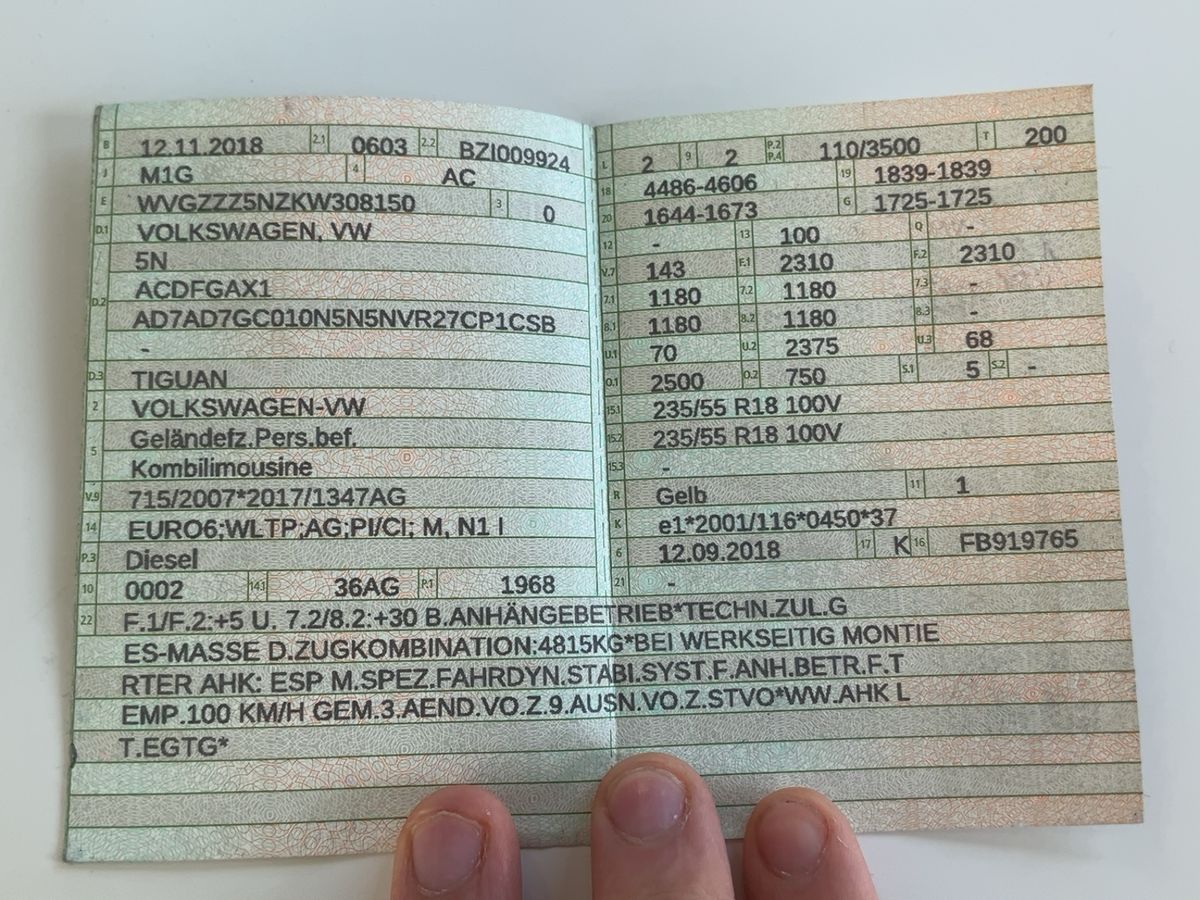 B 12.11.2018 2.1 0603 2.2 BZI009924
J M1G 4 AC
E WVGZZZ5NZKW308150 3 0
D.1 VOLKSWAGEN, VW
5N
D.2 ACDFGAX1
AD7AD7GC010N5N5NVR27CP1CSB
-
D.3 TIGUAN
2 VOLKSWAGEN-VW
5 Geländefz.Pers.bef.
Kombilimousine
V.9 715/2007*2017/1347AG
14 EURO6;WLTP;AG;PI/CI; M, N1 I
P.3 Diesel
10 0002 14.1 36AG P.1 1968
L 2 9 2 P.2 P.4 110/3500 T 200
18 4486-4606 19 1839-1839
20 1644-1673 G 1725-1725
12 - 13 100 Q -
V.7 143 F.1 2310 F.2 2310
7.1 1180 7.2 1180 7.3 -
8.1 1180 8.2 1180 8.3 -
U.1 70 U.2 2375 U.3 68
O.1 2500 O.2 750 S.1 5 S.2 -
15.1 235/55 R18 100V
15.2 235/55 R18 100V
15.3 -
R Gelb 11 1
K e1*2001/116*0450*37
6 12.09.2018 17 K 16 FB919765
21 -
22 F.1/F.2:+5 U. 7.2/8.2:+30 B.ANHÄNGEBETRIEB*TECHN.ZUL.G
ES-MASSE D.ZUGKOMBINATION:4815KG*BEI WERKSEITIG MONTIE
RTER AHK: ESP M.SPEZ.FAHRDYN.STABI.SYST.F.ANH.BETR.F.T
EMP.100 KM/H GEM.3.AEND.VO.Z.9.AUSN.VO.Z.STVO*WW.AHK L
T.EGTG*